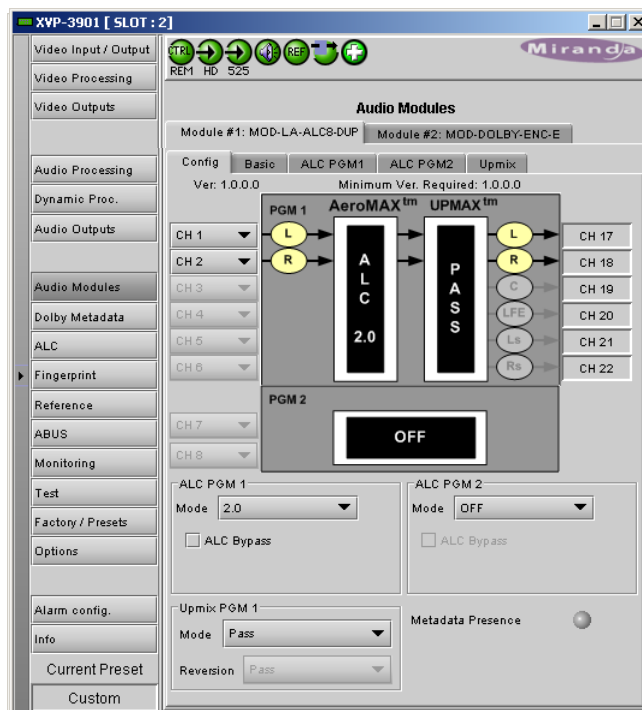 XVP-3901 [ SLOT : 2]
Video Input / Output
Video Processing
Video Outputs
Audio Processing
Dynamic Proc.
Audio Outputs
Audio Modules
Dolby Metadata
ALC
Fingerprint
Reference
ABUS
Monitoring
Test
Factory / Presets
Options
Alarm config.
Info
Current Preset
Custom
CTRL REF
REM HD 525
Miranda
Audio Modules
Module #1: MOD-LA-ALC8-DUP Module #2: MOD-DOLBY-ENC-E
Config Basic ALC PGM1 ALC PGM2 Upmix
Ver: 1.0.0.0 Minimum Ver. Required: 1.0.0.0
PGM 1 AeroMAX tm UPMAX tm
CH 1 L L CH 17
CH 2 R R CH 18
CH 3 C CH 19
CH 4 LFE CH 20
CH 5 Ls CH 21
CH 6 Rs CH 22
ALC 2.0
PASS
PGM 2
CH 7
OFF
CH 8
ALC PGM 1
Mode 2.0
ALC Bypass
ALC PGM 2
Mode OFF
ALC Bypass
Upmix PGM 1
Mode Pass
Reversion Pass
Metadata Presence